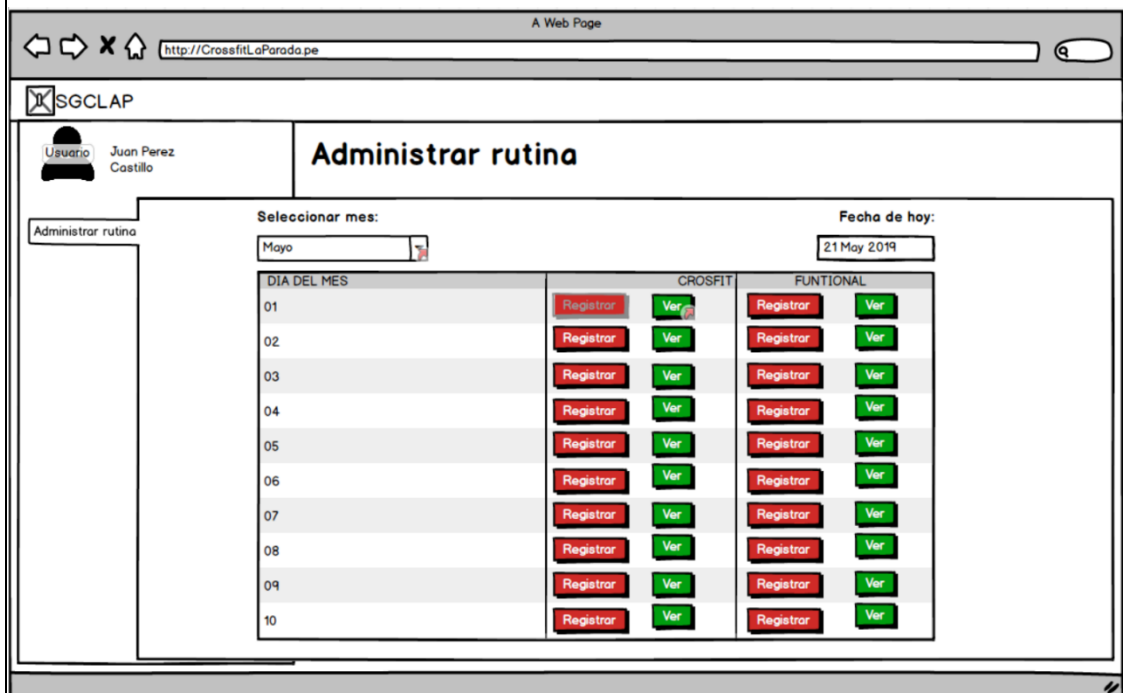 A Web Page
http://CrossfitLaParada.pe
SGCLAP
Usuario Juan Perez
Castillo
Administrar rutina
Administrar rutina
Seleccionar mes: Fecha de hoy:
Mayo 21 May 2019
DIA DEL MES CROSFIT FUNTIONAL
01 Registrar Ver Registrar Ver
02 Registrar Ver Registrar Ver
03 Registrar Ver Registrar Ver
04 Registrar Ver Registrar Ver
05 Registrar Ver Registrar Ver
06 Registrar Ver Registrar Ver
07 Registrar Ver Registrar Ver
08 Registrar Ver Registrar Ver
09 Registrar Ver Registrar Ver
10 Registrar Ver Registrar Ver